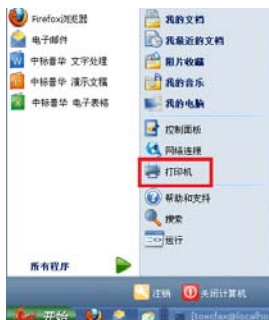 Firefox浏览器
电子邮件
中标普华 文字处理
中标普华 演示文稿
中标普华 电子表格
所有程序
我的文档
我最近的文档
图片收藏
我的音乐
我的电脑
控制面板
网络连接
打印机
帮助和支持
搜索
运行
注销
关闭计算机
开始
[toecfax@localho